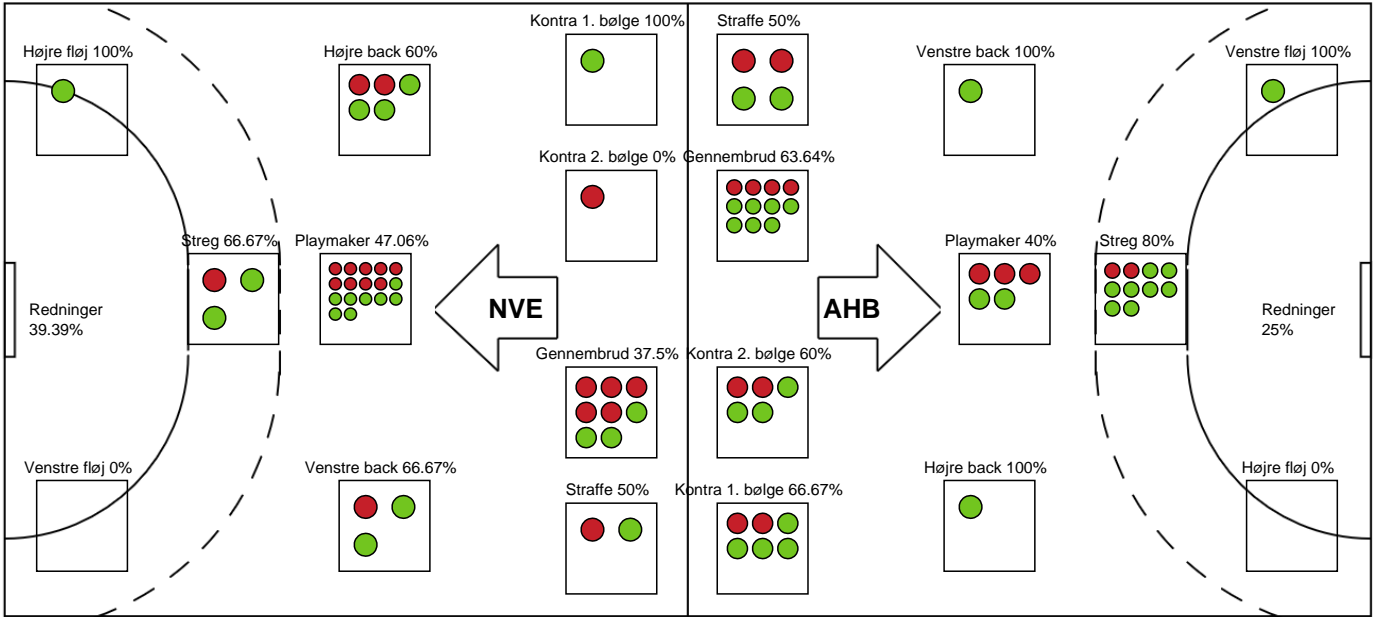 Kontra 1. bølge 100%
Straffe 50%
Højre fløj 100%
Højre back 60%
Venstre back 100%
Venstre fløj 100%
Kontra 2. bølge 0%
Gennembrud 63.64%
Streg 66.67%
Playmaker 47.06%
Playmaker 40%
Streg 80%
NVE
AHB
Redninger
39.39%
Redninger
25%
Gennembrud 37.5%
Kontra 2. bølge 60%
Venstre fløj 0%
Venstre back 66.67%
Straffe 50%
Kontra 1. bølge 66.67%
Højre back 100%
Højre fløj 0%